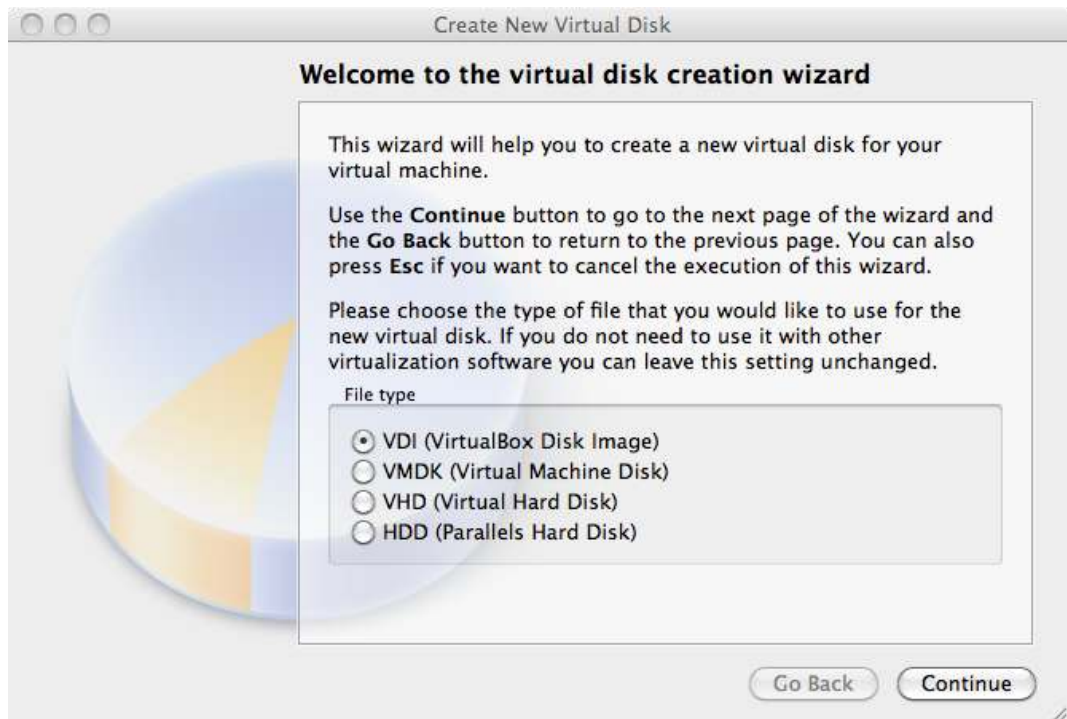 Create New Virtual Disk
Welcome to the virtual disk creation wizard
This wizard will help you to create a new virtual disk for your
virtual machine.
Use the Continue button to go to the next page of the wizard and
the Go Back button to return to the previous page. You can also
press Esc if you want to cancel the execution of this wizard.
Please choose the type of file that you would like to use for the
new virtual disk. If you do not need to use it with other
virtualization software you can leave this setting unchanged.
File type
VDI (VirtualBox Disk Image)
VMDK (Virtual Machine Disk)
VHD (Virtual Hard Disk)
HDD (Parallels Hard Disk)
Go Back
Continue